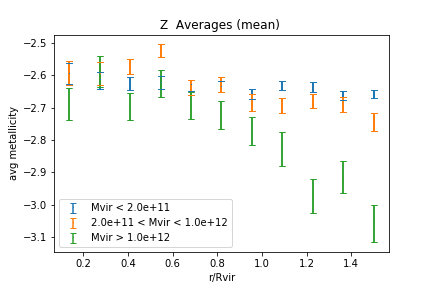 Z  Averages (mean)
avg metallicity
−2.5
−2.6
−2.7
−2.8
−2.9
−3.0
−3.1
Mvir < 2.0e+11
2.0e+11 < Mvir < 1.0e+12
Mvir > 1.0e+12
0.2 0.4 0.6 0.8 1.0 1.2 1.4
r/Rvir